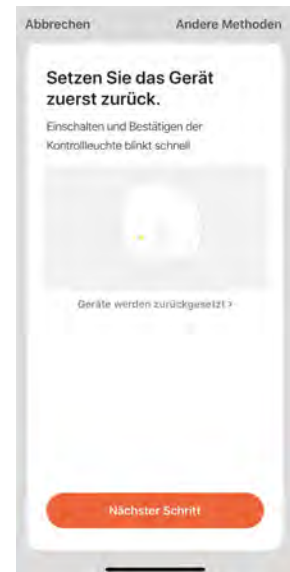 Abbrechen Andere Methoden
Setzen Sie das Gerät
zuerst zurück.
Einschalten und Bestätigen der
Kontrollleuchte blinkt schnell
Geräte werden zurückgesetzt >
Nächster Schritt